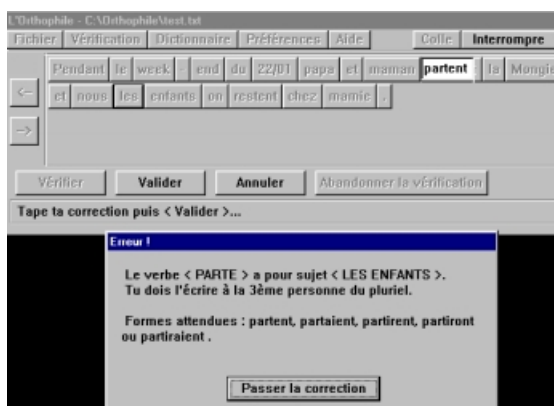 L'Orthophile - C:\Orthophile\test.txt
Fichier Vérification Dictionnaire Préférences Aide Colle Interrompre
<- Pendant le week - end du 22/01 papa et maman partent la Mongie
et nous les enfants on restent chez mamie .
->
Vérifier Valider Annuler Abandonner la vérification
Tape ta correction puis < Valider >...
Erreur !
Le verbe < PARTE > a pour sujet < LES ENFANTS >.
Tu dois l'écrire à la 3ème personne du pluriel.
Formes attendues : partent, partaient, partirent, partiront
ou partiraient .
Passer la correction